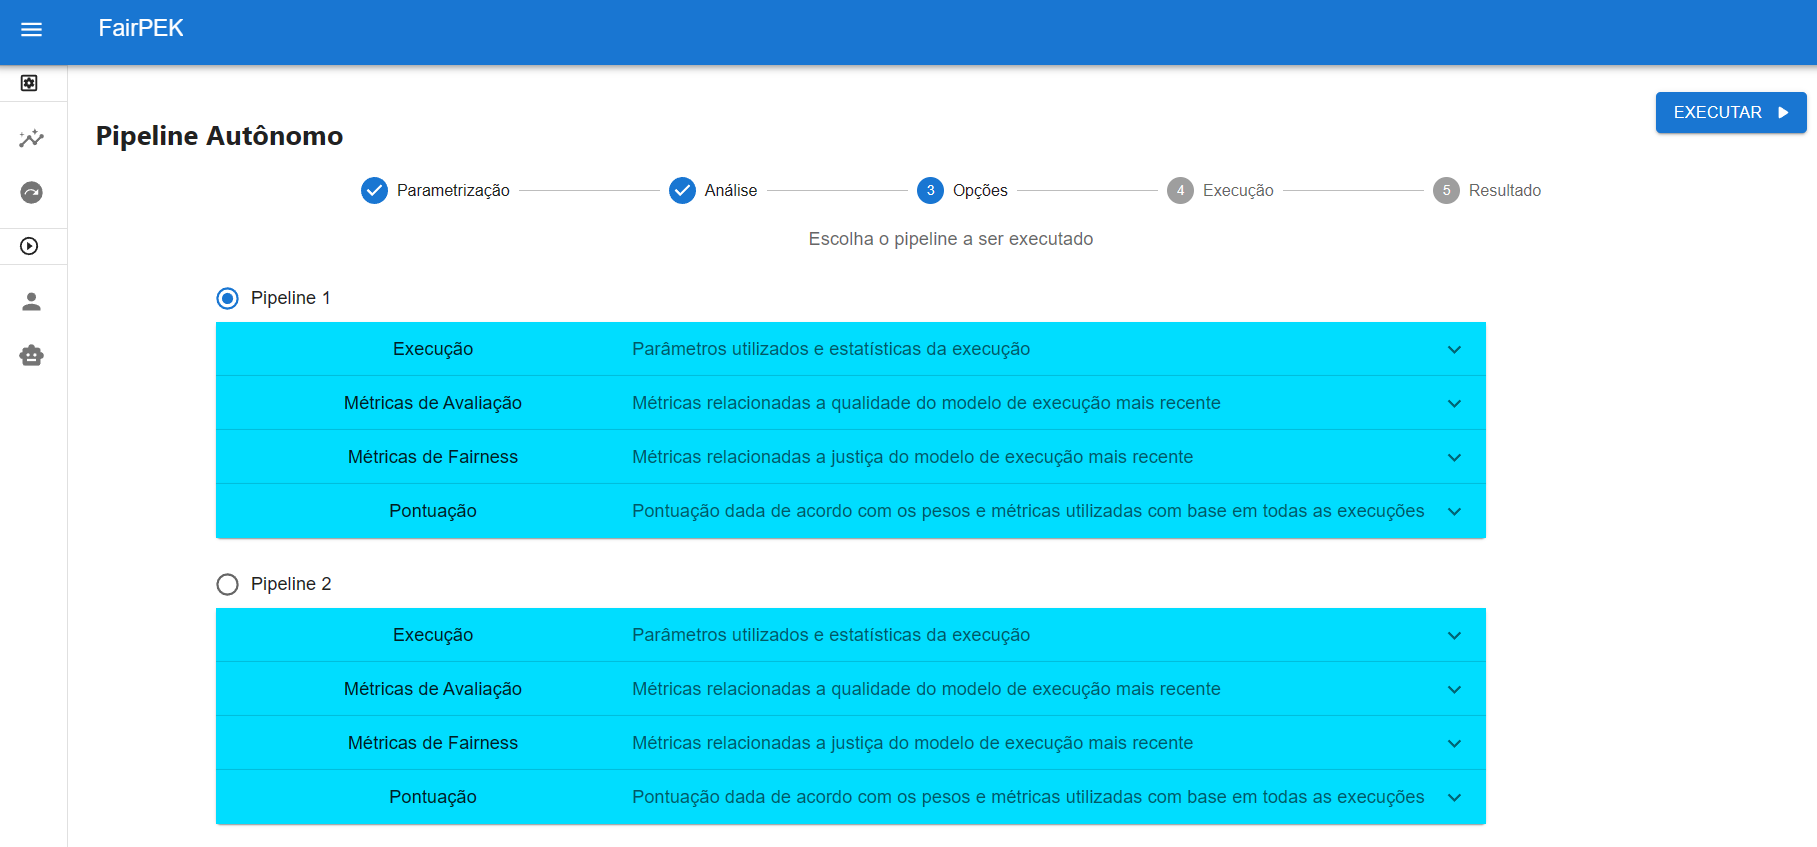 FairPEK
EXECUTAR
Pipeline Autônomo
Parametrização
Análise
3 Opções
4 Execução
5 Resultado
Escolha o pipeline a ser executado
Pipeline 1
Execução Parâmetros utilizados e estatísticas da execução
Métricas de Avaliação Métricas relacionadas a qualidade do modelo de execução mais recente
Métricas de Fairness Métricas relacionadas a justiça do modelo de execução mais recente
Pontuação Pontuação dada de acordo com os pesos e métricas utilizadas com base em todas as execuções
Pipeline 2
Execução Parâmetros utilizados e estatísticas da execução
Métricas de Avaliação Métricas relacionadas a qualidade do modelo de execução mais recente
Métricas de Fairness Métricas relacionadas a justiça do modelo de execução mais recente
Pontuação Pontuação dada de acordo com os pesos e métricas utilizadas com base em todas as execuções